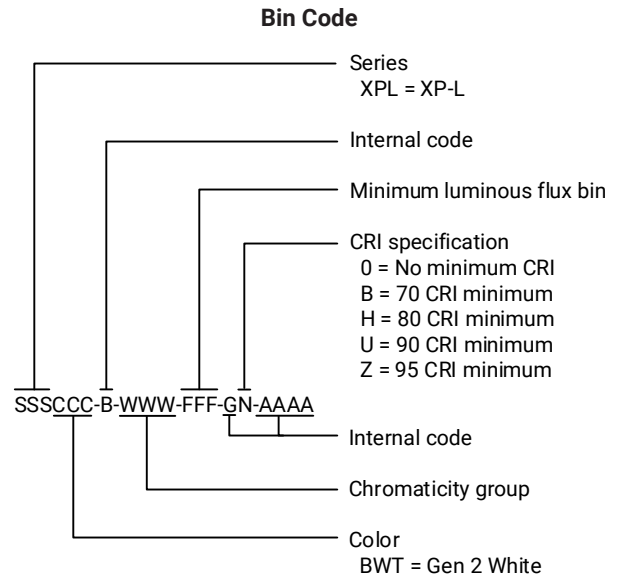 Bin Code
Series
XPL = XP-L
Internal code
Minimum luminous flux bin
CRI specification
0 = No minimum CRI
B = 70 CRI minimum
H = 80 CRI minimum
U = 90 CRI minimum
Z = 95 CRI minimum
SSSCCC-B-WWW-FFF-GN-AAAA
Internal code
Chromaticity group
Color
BWT = Gen 2 White